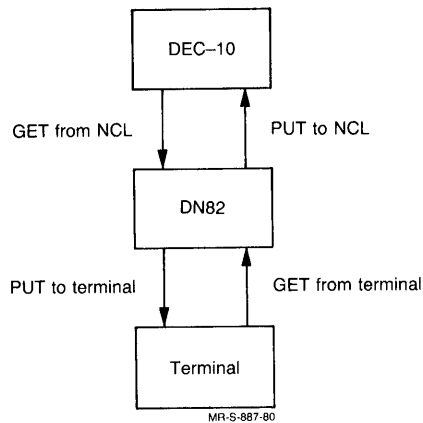 DEC–10
GET from NCL
PUT to NCL
DN82
PUT to terminal
GET from terminal
Terminal
MR-S-887-80